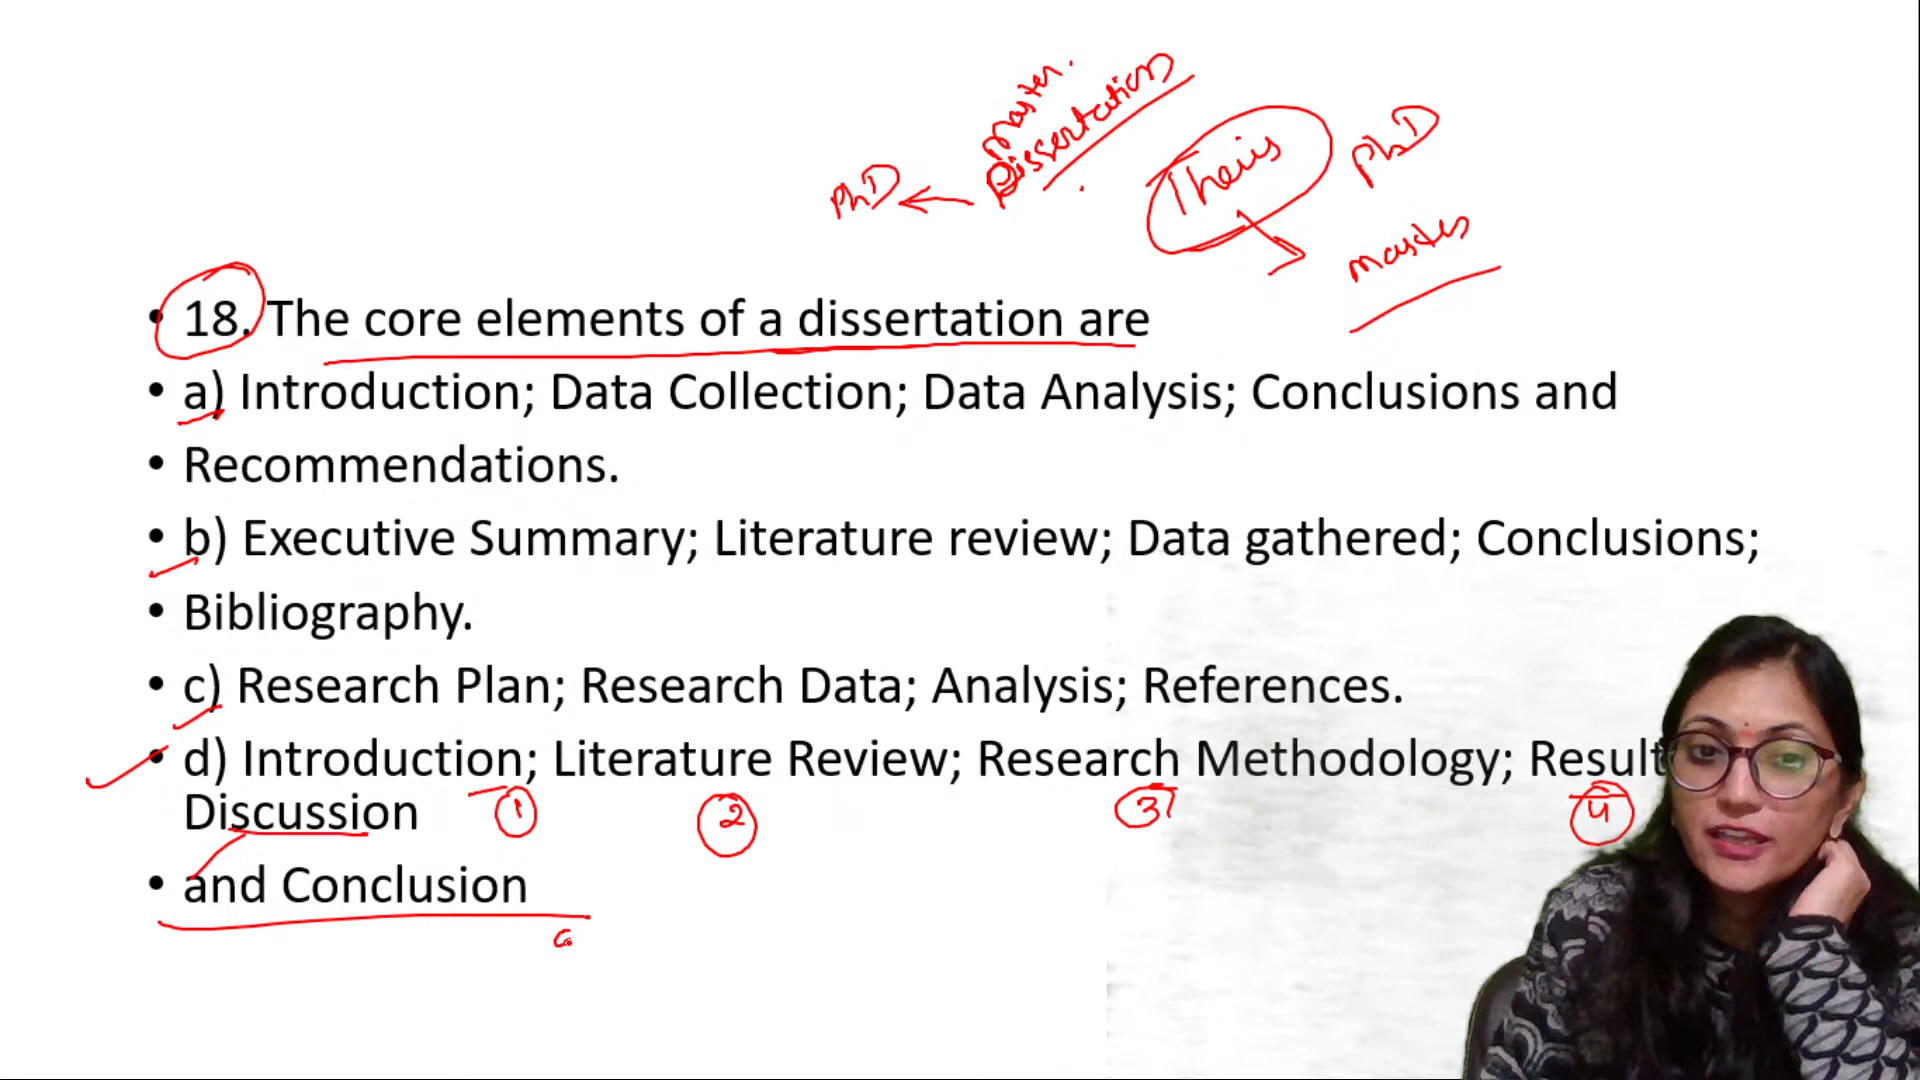 master.
Dissertation
Thesis
PhD
PhD
master
• 18. The core elements of a dissertation are
• a) Introduction; Data Collection; Data Analysis; Conclusions and
• Recommendations.
• b) Executive Summary; Literature review; Data gathered; Conclusions;
• Bibliography.
• c) Research Plan; Research Data; Analysis; References.
• d) Introduction; Literature Review; Research Methodology; Result
Discussion
1 2 3 4
• and Conclusion